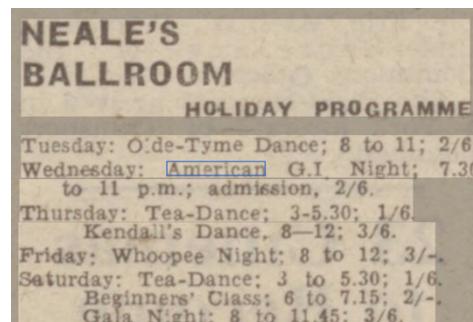 NEALE'S
BALLROOM
HOLIDAY PROGRAMME
Tuesday: Olde-Tyme Dance; 8 to 11; 2/6
Wednesday: American G.I. Night; 7.30
to 11 p.m.; admission, 2/6.
Thursday: Tea-Dance; 3-5.30; 1/6.
Kendall's Dance, 8—12; 3/6.
Friday: Whoopee Night; 8 to 12; 3/-.
Saturday: Tea-Dance; 3 to 5.30; 1/6.
Beginners' Class; 6 to 7.15; 2/-.
Gala Night; 8 to 11.45; 3/6.